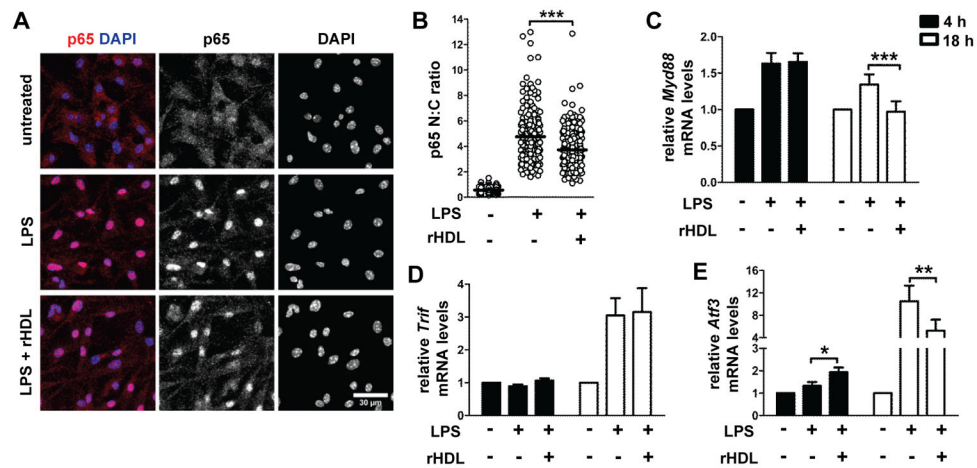 A
p65 DAPI
p65
DAPI
untreated
LPS
LPS + rHDL
30 µm
B
***
p65 N:C ratio
14
12
10
8
6
4
2
0
LPS - + +
rHDL - - +
C
4 h
18 h
relative Myd88
mRNA levels
***
2.0
1.5
1.0
0.5
0.0
LPS - + + - + +
rHDL - - + - - +
D
relative Trif
mRNA levels
4
3
2
1
0
LPS - + + - + +
rHDL - - + - - +
E
relative Atf3
mRNA levels
**
*
16
12
8
4
2
1
0
LPS - + + - + +
rHDL - - + - - +